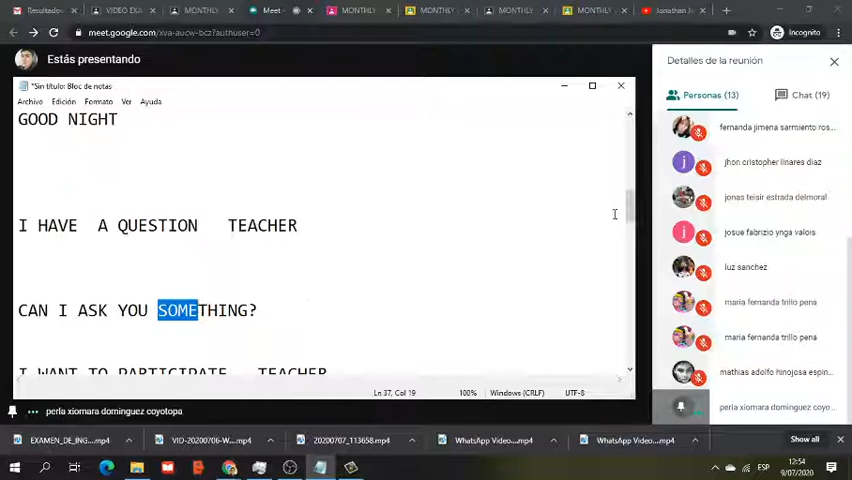 Resultados
VIDEO EXA
MONTHLY
Meet -
MONTHLY
MONTHLY
MONTHLY
MONTHLY
Jonathan J
meet.google.com/xva-aucw-bcz?authuser=0
Incognito
Estás presentando
Detalles de la reunión
*Sin título: Bloc de notas
Archivo Edición Formato Ver Ayuda
Personas (13)
Chat (19)
GOOD NIGHT
fernanda jimena sarmiento ros...
j jhon cristopher linares diaz
jonas teisir estrada delmoral
I HAVE A QUESTION TEACHER
j josue fabrizio ynga valois
luz sanchez
CAN I ASK YOU SOMETHING?
maria fernanda trillo pena
maria fernanda trillo pena
I WANT TO PARTICIPATE TEACHER
mathias adolfo hinojosa espin...
Ln 37, Col 19 100% Windows (CRLF) UTF-8
perla xiomara dominguez coyotopa
perla xiomara dominguez coyo...
EXAMEN_DE_ING....mp4
VID-20200706-W....mp4
20200707_113658.mp4
WhatsApp Video....mp4
WhatsApp Video....mp4
Show all
ESP
12:54
9/07/2020